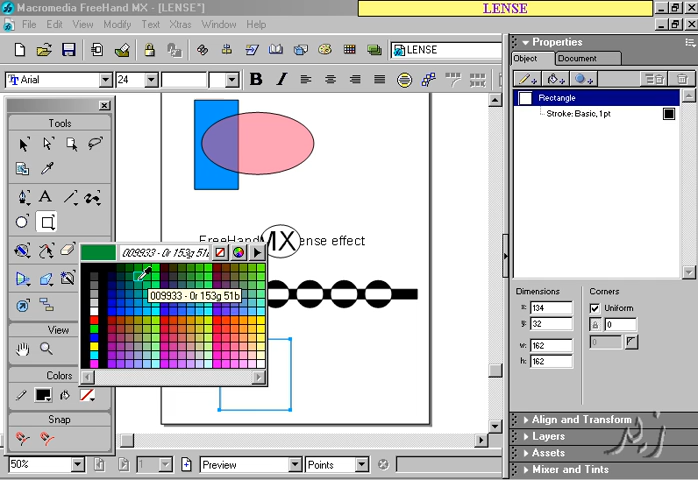 Macromedia FreeHand MX - [LENSE*]
LENSE
File Edit View Modify Text Xtras Window Help
LENSE
Arial
24
B I
Properties
Object Document
Rectangle
Stroke: Basic, 1pt
Tools
A
FreeHand MX ense effect
009933 - 0r 153g 51b
009933 - 0r 153g 51b
View
Colors
Snap
Dimensions
x: 134
y: 32
w: 162
h: 162
Corners
Uniform
0
0
Align and Transform
Layers
Assets
Mixer and Tints
50%
1
Preview
Points